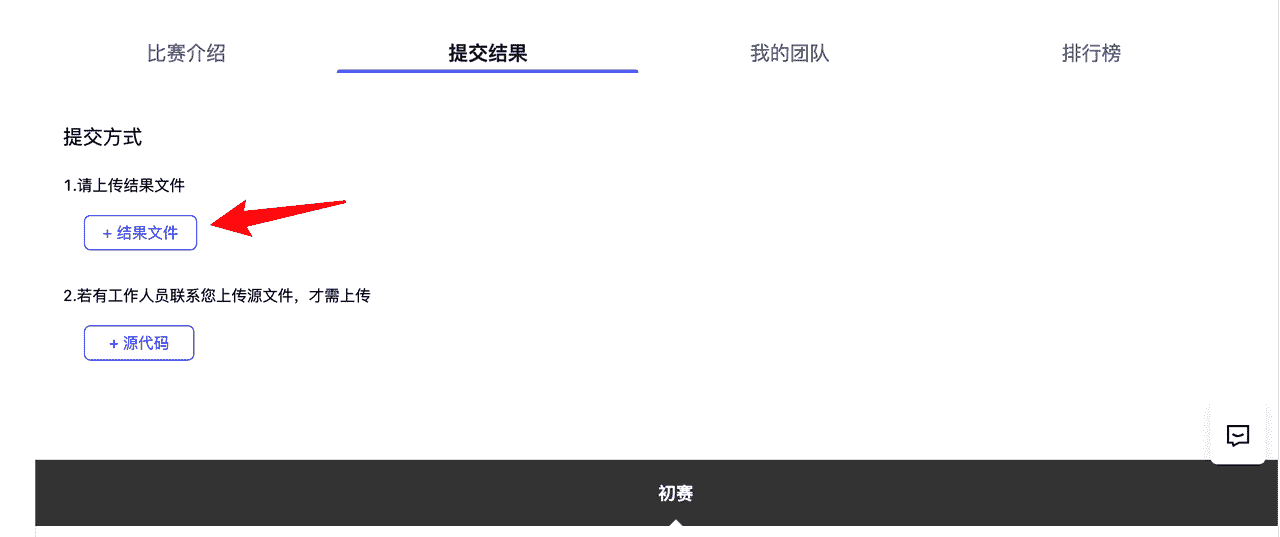 比赛介绍 提交结果 我的团队 排行榜
提交方式
1.请上传结果文件
+ 结果文件
2.若有工作人员联系您上传源文件，才需上传
+ 源代码
初赛